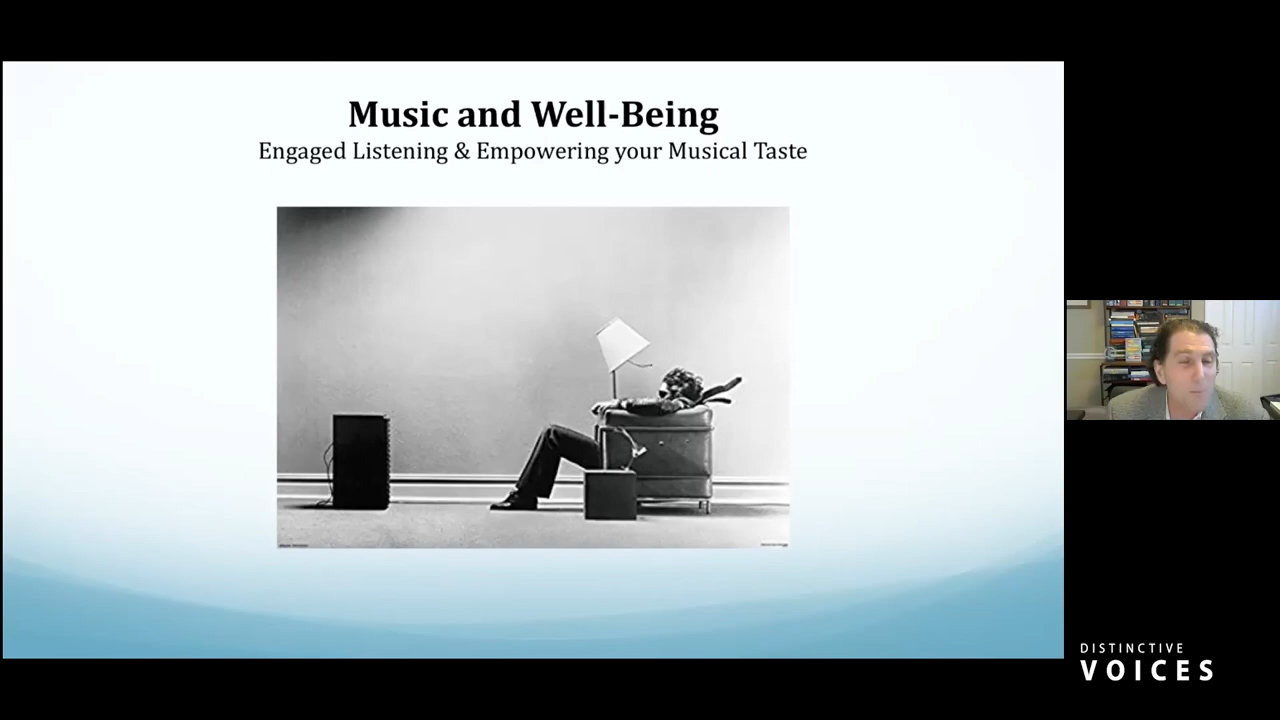 Music and Well-Being
Engaged Listening & Empowering your Musical Taste
DISTINCTIVE
VOICES